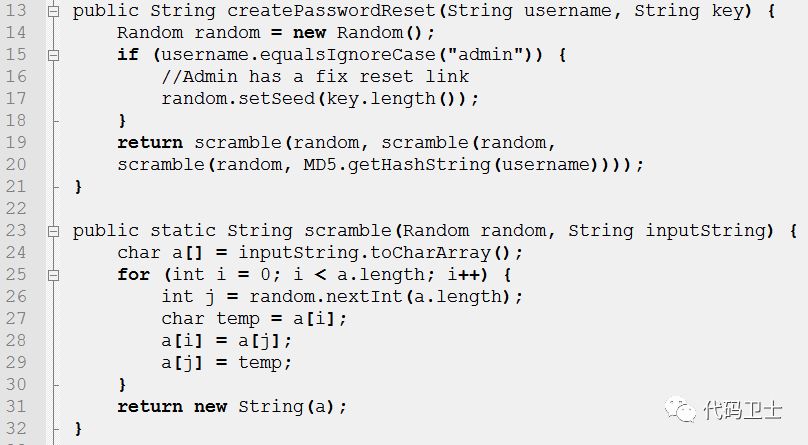 13 public String createPasswordReset(String username, String key) {
14     Random random = new Random();
15     if (username.equalsIgnoreCase("admin")) {
16         //Admin has a fix reset link
17         random.setSeed(key.length());
18     }
19     return scramble(random, scramble(random,
20     scramble(random, MD5.getHashString(username))));
21 }
22
23 public static String scramble(Random random, String inputString) {
24     char a[] = inputString.toCharArray();
25     for (int i = 0; i < a.length; i++) {
26         int j = random.nextInt(a.length);
27         char temp = a[i];
28         a[i] = a[j];
29         a[j] = temp;
30     }
31     return new String(a);
32 }
代码卫士